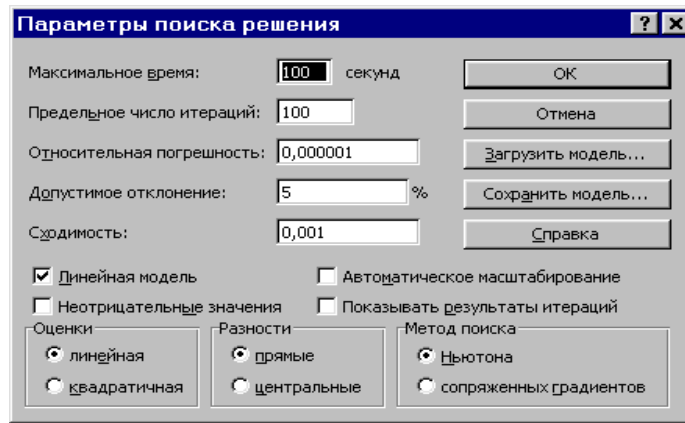 Параметры поиска решения
Максимальное время: 100 секунд ОК
Предельное число итераций: 100 Отмена
Относительная погрешность: 0,000001 Загрузить модель...
Допустимое отклонение: 5 % Сохранить модель...
Сходимость: 0,001 Справка
Линейная модель Автоматическое масштабирование
Неотрицательные значения Показывать результаты итераций
Оценки Разности Метод поиска
линейная прямые Ньютона
квадратичная центральные сопряженных градиентов